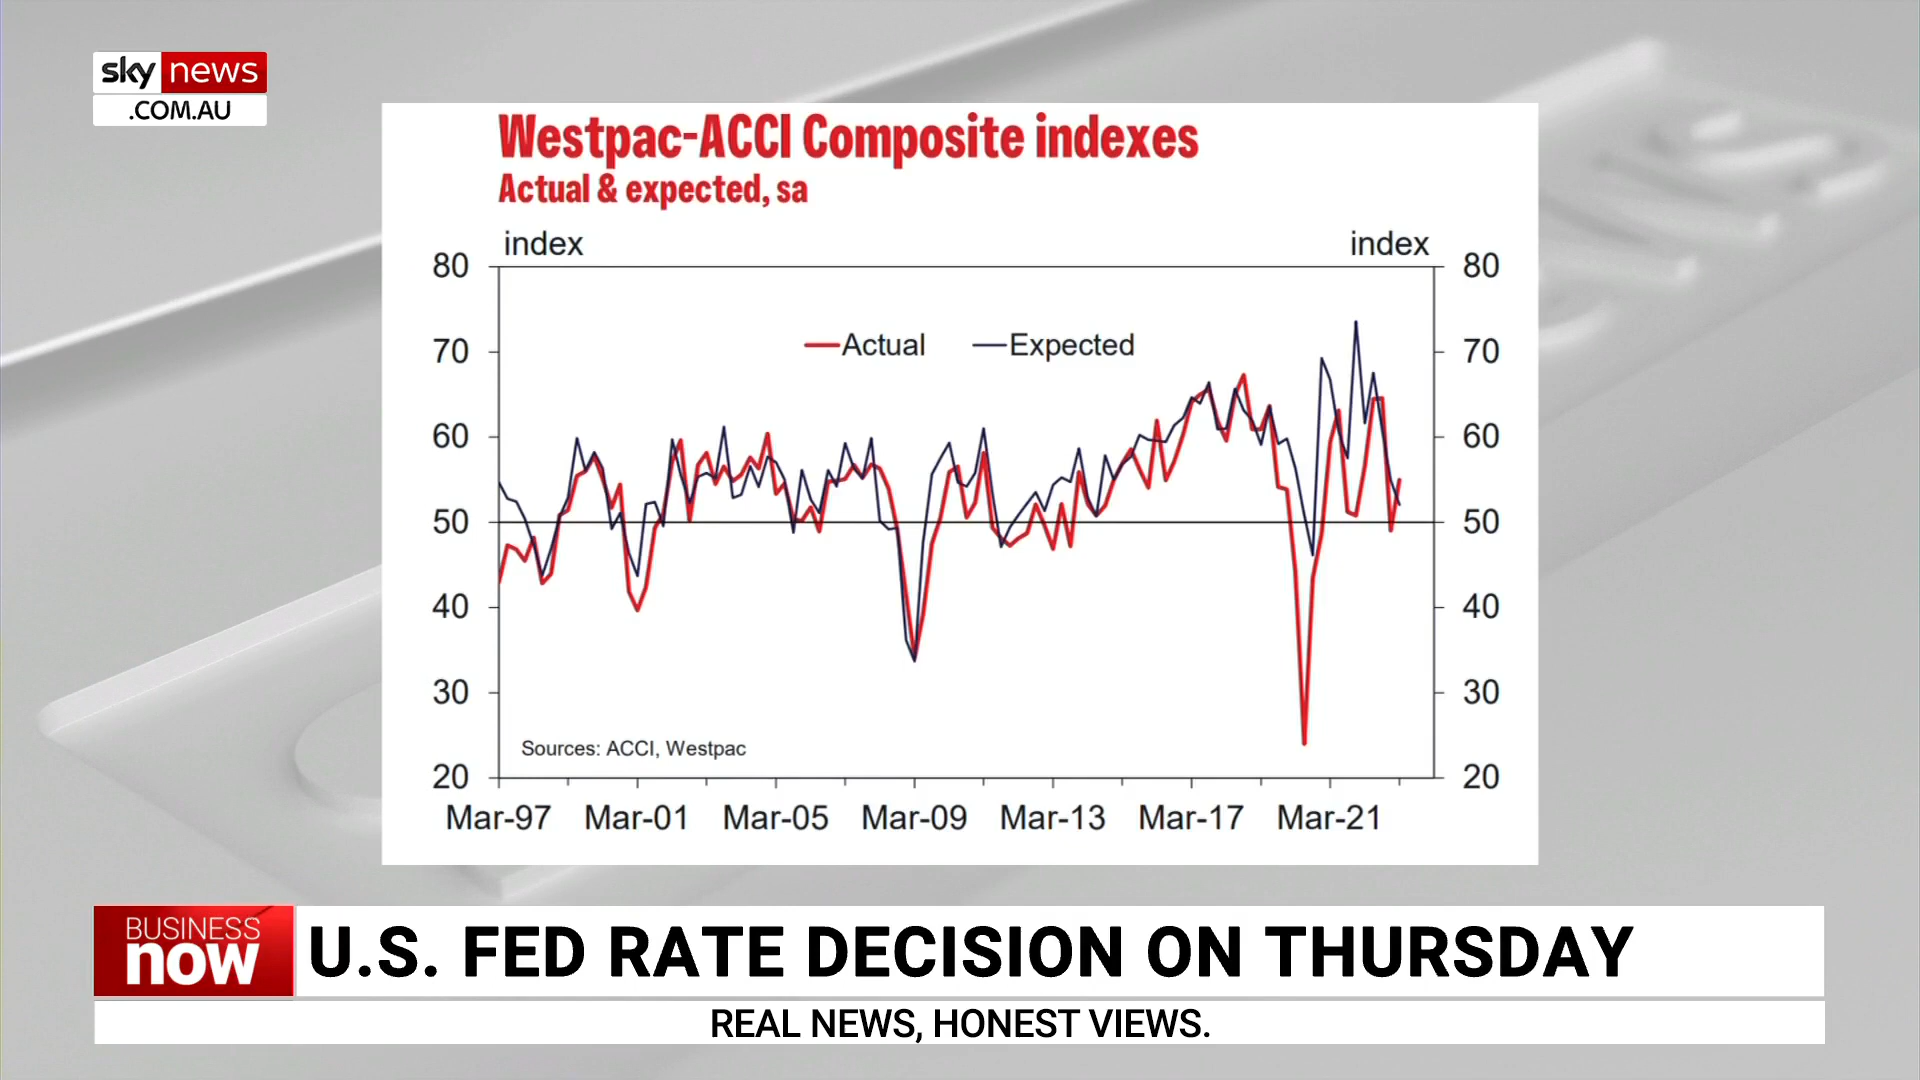 sky news
.COM.AU
Westpac-ACCI Composite indexes
Actual & expected, sa
index index
80 80
Actual Expected
70 70
60 60
50 50
40 40
30 30
Sources: ACCI, Westpac
20 20
Mar-97 Mar-01 Mar-05 Mar-09 Mar-13 Mar-17 Mar-21
BUSINESS
now
U.S. FED RATE DECISION ON THURSDAY
REAL NEWS, HONEST VIEWS.